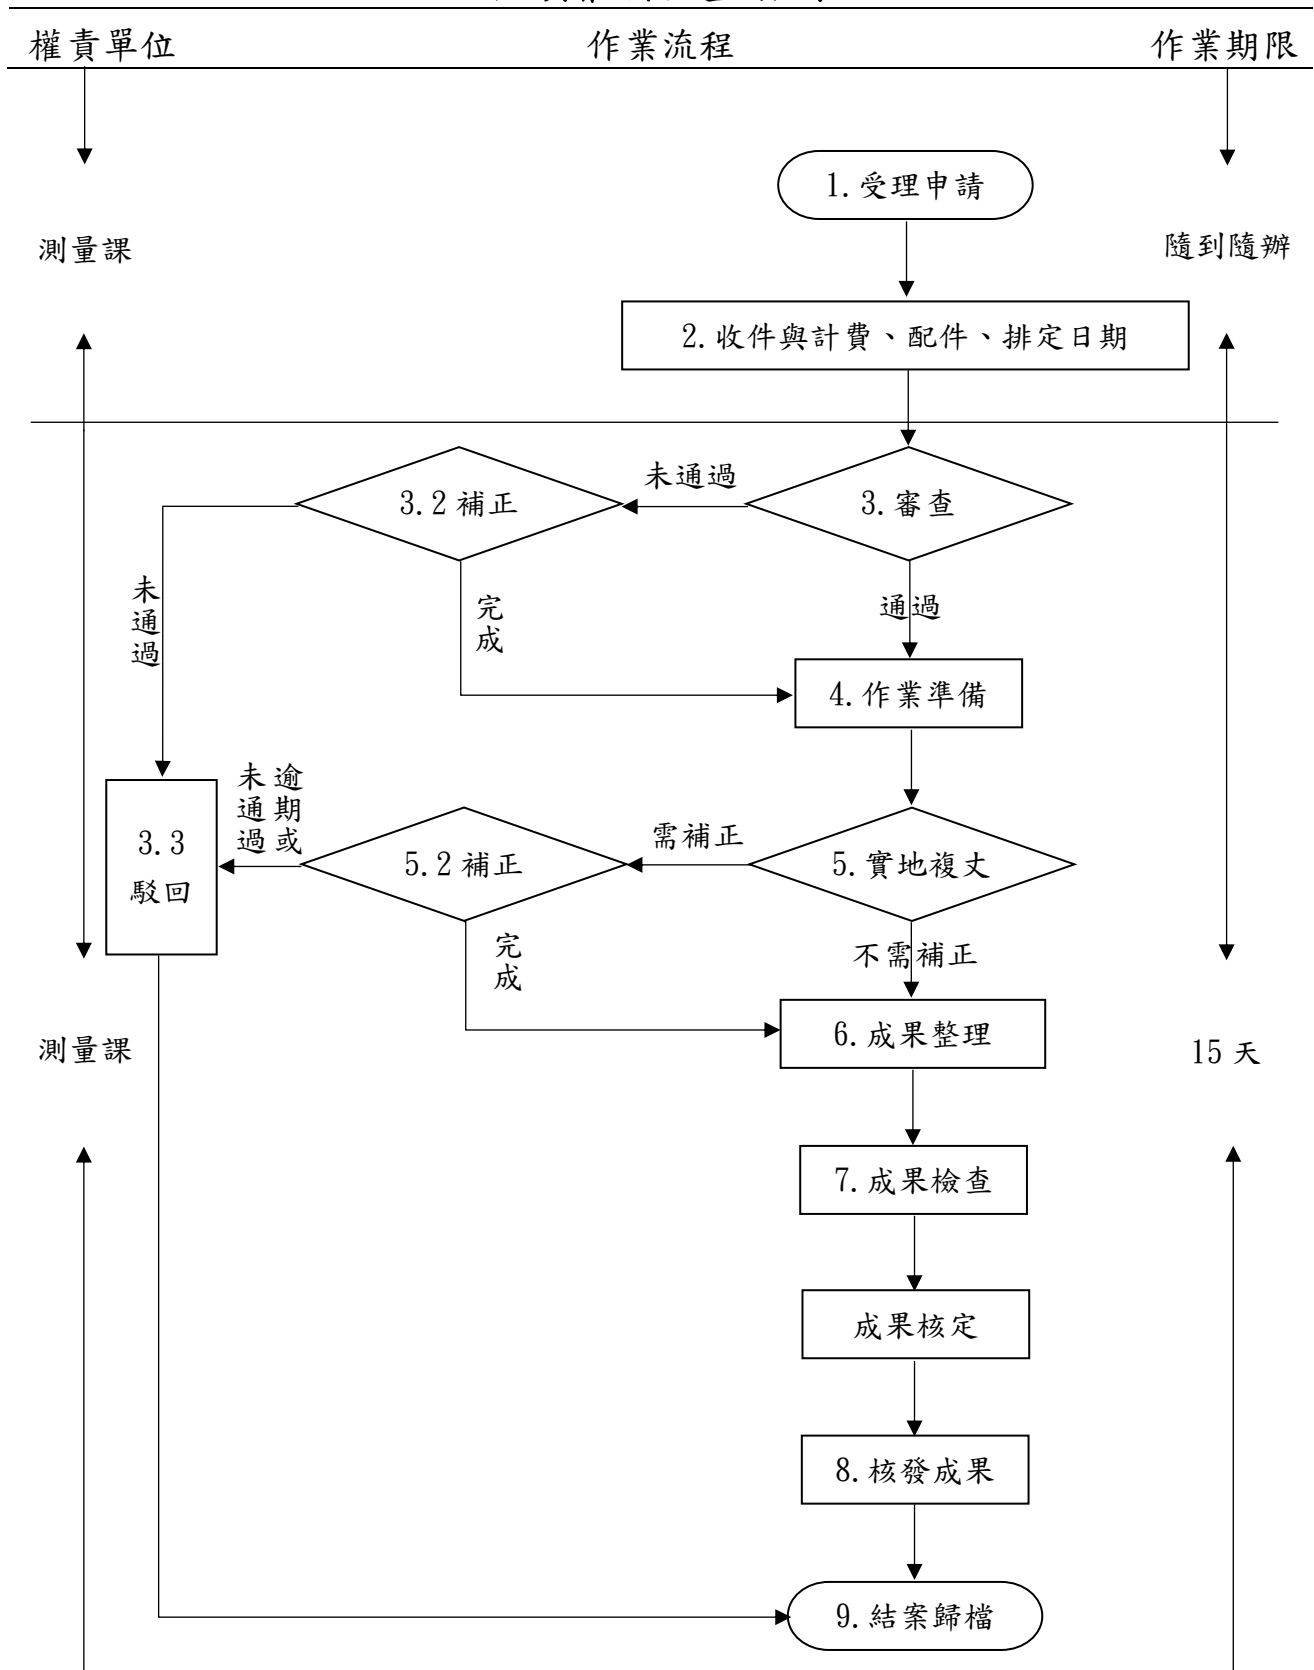 權責單位
作業流程
作業期限
1.受理申請
測量課
隨到隨辦
2.收件與計費、配件、排定日期
未通過
3.2補正
3.審查
未通過
完成
通過
4.作業準備
逾期或
未通過
需補正
3.3
駁回
5.2補正
5.實地複丈
完成
不需補正
6.成果整理
測量課
15天
7.成果檢查
成果核定
8.核發成果
9.結案歸檔